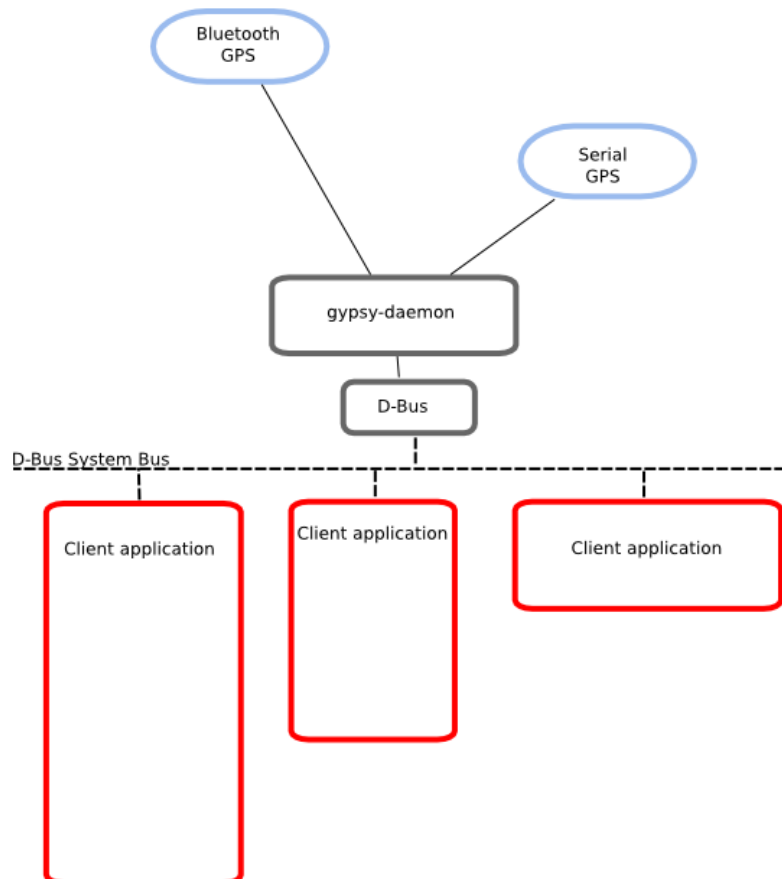 Bluetooth
GPS
Serial
GPS
gypsy-daemon
D-Bus
D-Bus System Bus
Client application
Client application
Client application